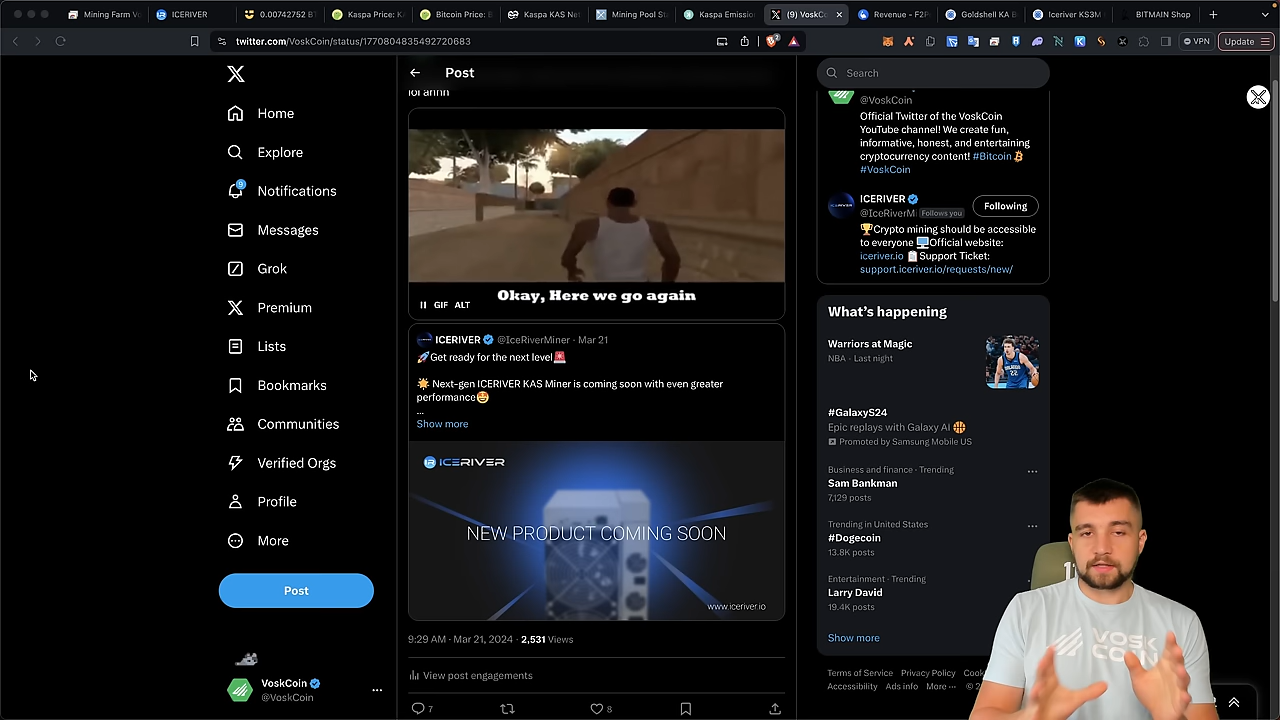 Mining Farm V
ICERIVER
0.00742752 B
Kaspa Price: K
Bitcoin Price: B
Kaspa KAS Net
Mining Pool St
Kaspa Emissio
(9) VoskC
Revenue - F2P
Goldshell KA B
Iceriver KS3M
BITMAIN Shop
twitter.com/VoskCoin/status/1770804835492720683
VPN
Update
Home
Explore
Notifications
9
Messages
Grok
Premium
Lists
Bookmarks
Communities
Verified Orgs
Profile
More
Post
VoskCoin
@VoskCoin
Post
lol ahhh
Okay, Here we go again
GIF ALT
ICERIVER @IceRiverMiner · Mar 21
🚀Get ready for the next level🚨
🌟 Next-gen ICERIVER KAS Miner is coming soon with even greater
performance🤩
...
Show more
ICERIVER
NEW PRODUCT COMING SOON
www.iceriver.io
9:29 AM · Mar 21, 2024 · 2,531 Views
View post engagements
7
8
Search
@VoskCoin
Official Twitter of the VoskCoin
YouTube channel! We create fun,
informative, honest, and entertaining
cryptocurrency content! #Bitcoin
#VoskCoin
ICERIVER
Following
@IceRiverM Follows you
🏆Crypto mining should be accessible
to everyone 🖥️Official website:
iceriver.io 📋Support Ticket:
support.iceriver.io/requests/new/
What's happening
Warriors at Magic
NBA · Last night
#GalaxyS24
Epic replays with Galaxy AI 🏀
Promoted by Samsung Mobile US
Business and finance · Trending
Sam Bankman
7,129 posts
Trending in United States
#Dogecoin
13.8K posts
Entertainment · Trending
Larry David
19.4K posts
Show more
Terms of Service Privacy Policy Cook
Accessibility Ads info More ··· © 2
VOSK
COIN